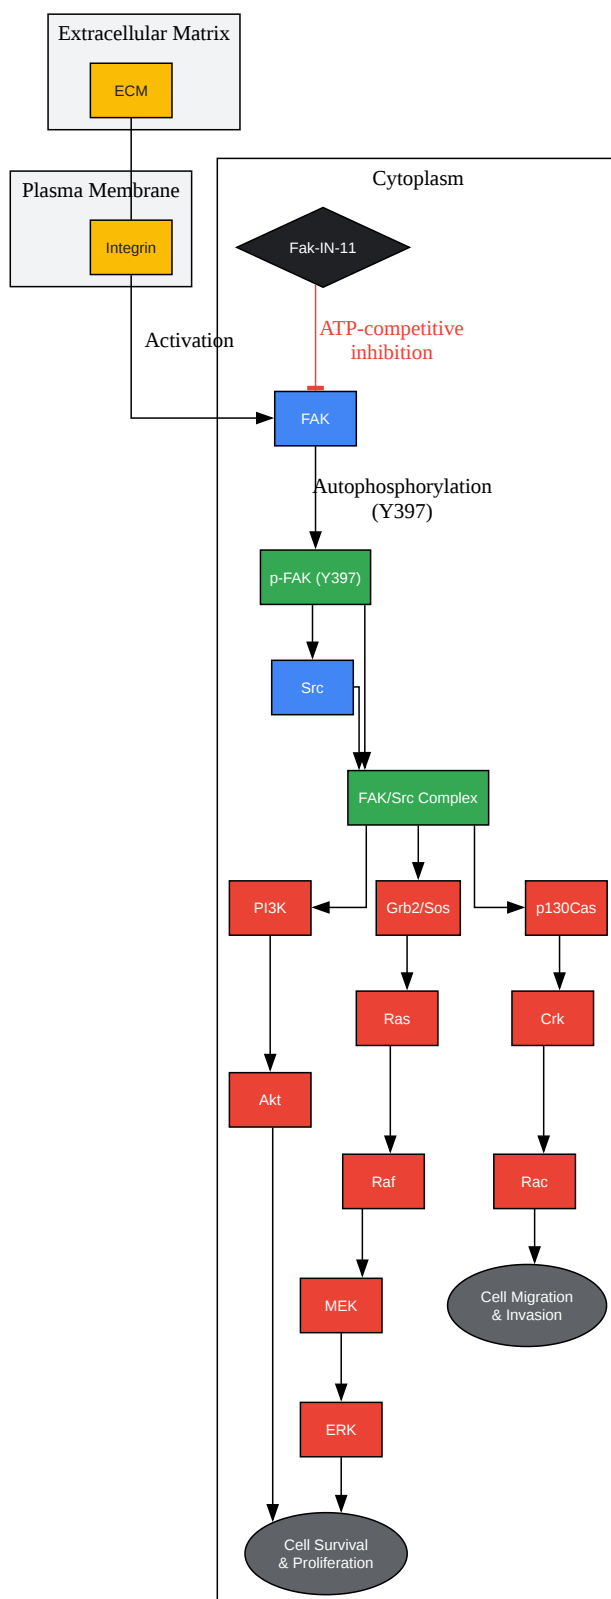 Extracellular Matrix
ECM
Plasma Membrane
Integrin
Cytoplasm
Fak-IN-11
ATP-competitive
inhibition
Activation
FAK
Autophosphorylation
(Y397)
p-FAK (Y397)
Src
FAK/Src Complex
PI3K
Grb2/Sos
p130Cas
Ras
Crk
Akt
Raf
Rac
MEK
Cell Migration
& Invasion
ERK
Cell Survival
& Proliferation